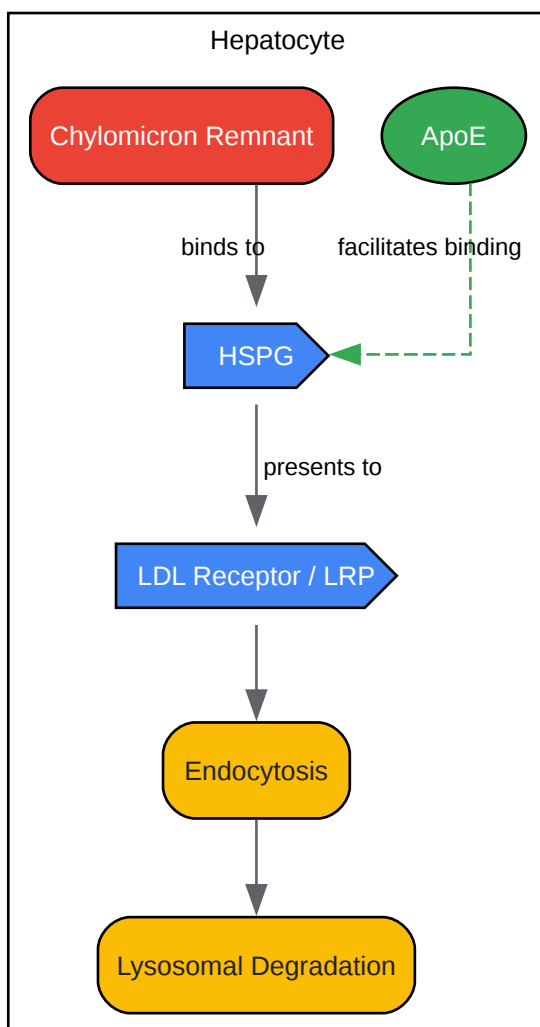 Hepatocyte
Chylomicron Remnant
ApoE
binds to
facilitates binding
HSPG
presents to
LDL Receptor / LRP
Endocytosis
Lysosomal Degradation